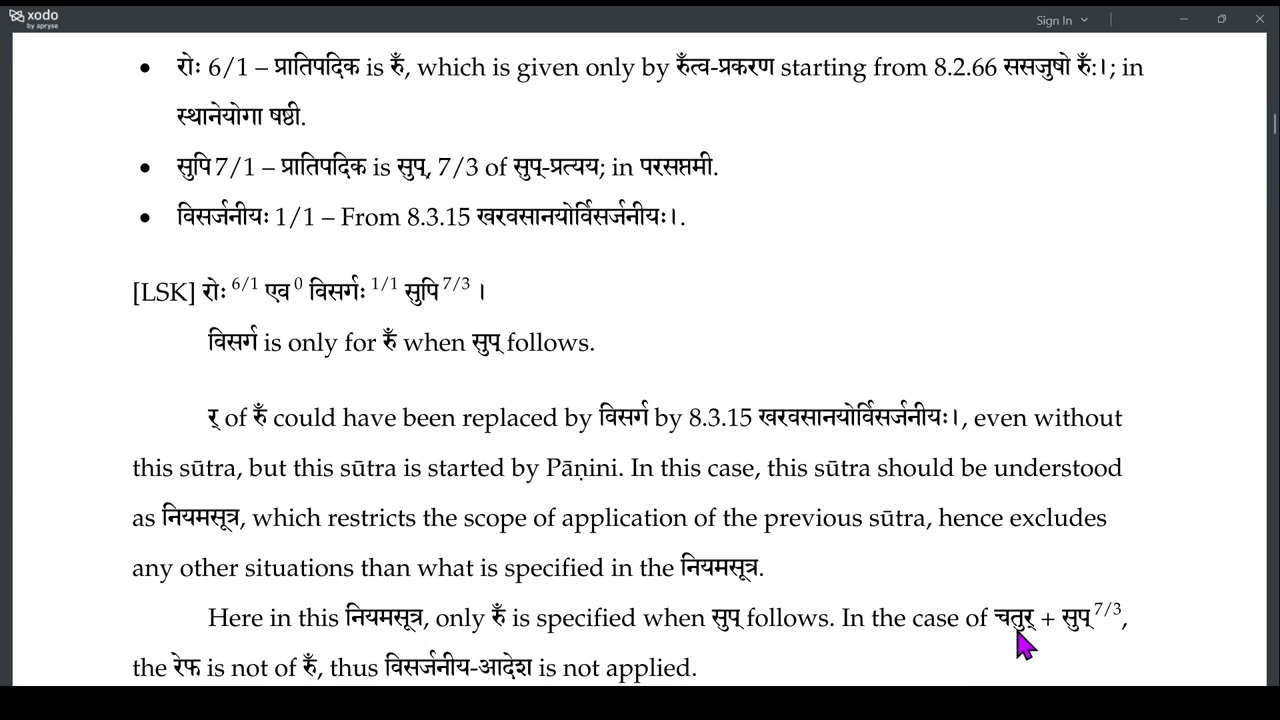 xodo
by apryse
Sign In
• रोः 6/1 – प्रातिपदिक is रुँ, which is given only by रुँत्व-प्रकरण starting from 8.2.66 ससजुषो रुँः।; in
स्थानेयोगा षष्ठी.
• सुपि 7/1 – प्रातिपदिक is सुप्, 7/3 of सुप्-प्रत्यय; in परसप्तमी.
• विसर्जनीयः 1/1 – From 8.3.15 खरवसानयोर्विसर्जनीयः।.
[LSK] रोः 6/1 एव 0 विसर्गः 1/1 सुपि 7/3 ।
विसर्ग is only for रुँ when सुप् follows.
र् of रुँ could have been replaced by विसर्ग by 8.3.15 खरवसानयोर्विसर्जनीयः।, even without
this sūtra, but this sūtra is started by Pāṇini. In this case, this sūtra should be understood
as नियमसूत्र, which restricts the scope of application of the previous sūtra, hence excludes
any other situations than what is specified in the नियमसूत्र.
Here in this नियमसूत्र, only रुँ is specified when सुप् follows. In the case of चतुर् + सुप् 7/3,
the रेफ is not of रुँ, thus विसर्जनीय-आदेश is not applied.